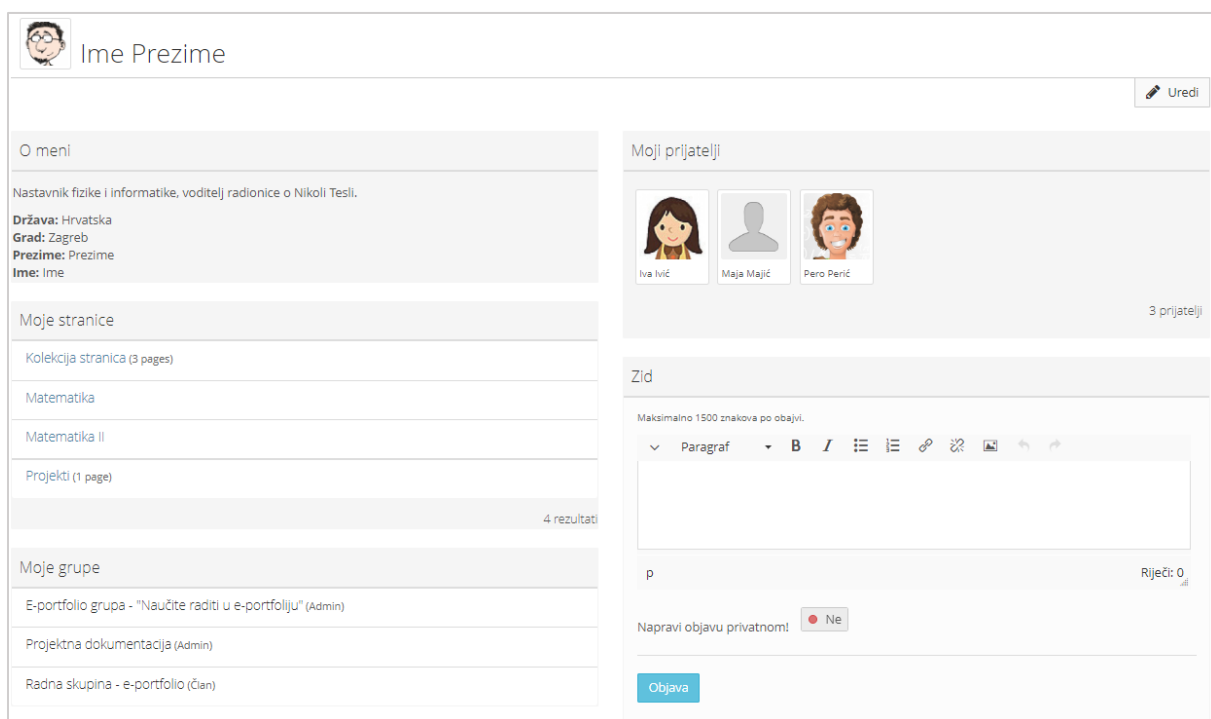 Ime Prezime
Uredi
O meni
Nastavnik fizike i informatike, voditelj radionice o Nikoli Tesli.
Država: Hrvatska
Grad: Zagreb
Prezime: Prezime
Ime: Ime
Moje stranice
Kolekcija stranica (3 pages)
Matematika
Matematika II
Projekti (1 page)
4 rezultati
Moje grupe
E-portfolio grupa - "Naučite raditi u e-portfoliju" (Admin)
Projektna dokumentacija (Admin)
Radna skupina - e-portfolio (Član)
Moji prijatelji
Iva Ivić
Maja Majić
Pero Perić
3 prijatelji
Zid
Maksimalno 1500 znakova po obajvi.
Paragraf B I
p Riječi: 0
Napravi objavu privatnom! Ne
Objava